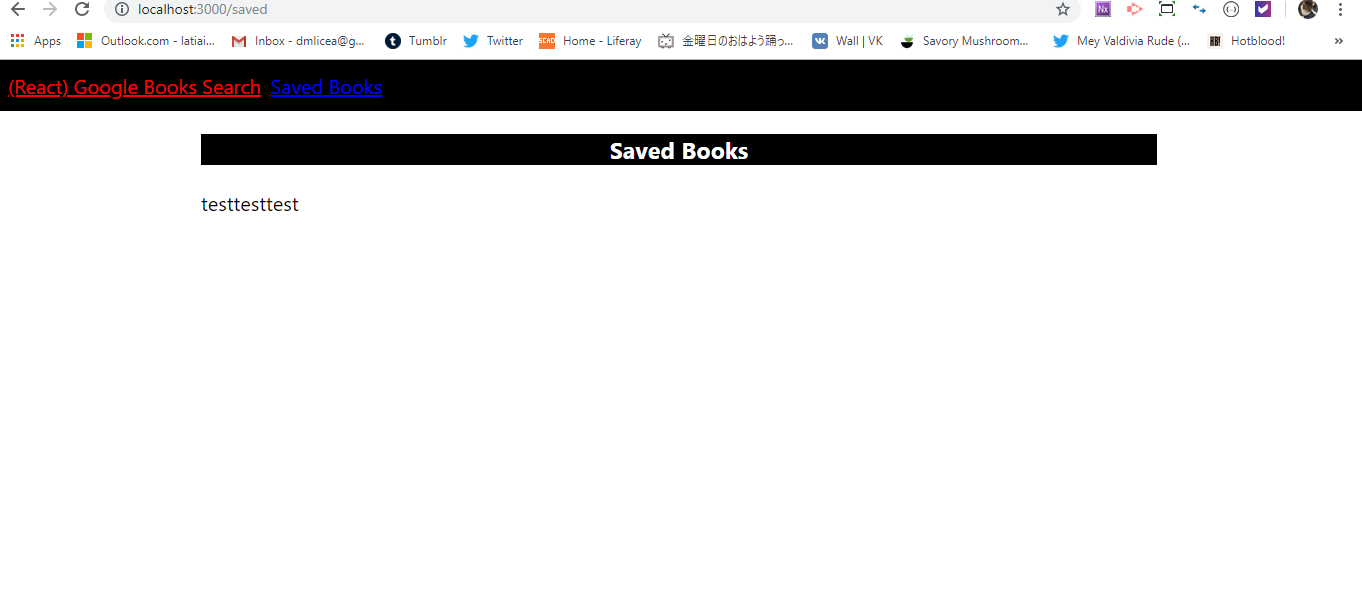 localhost:3000/saved
Apps Outlook.com - latiai... Inbox - dmlicea@g... Tumblr Twitter Home - Liferay 金曜日のおはよう踊っ... Wall | VK Savory Mushroom... Mey Valdivia Rude (... Hotblood! »
(React) Google Books Search Saved Books
Saved Books
testtesttest